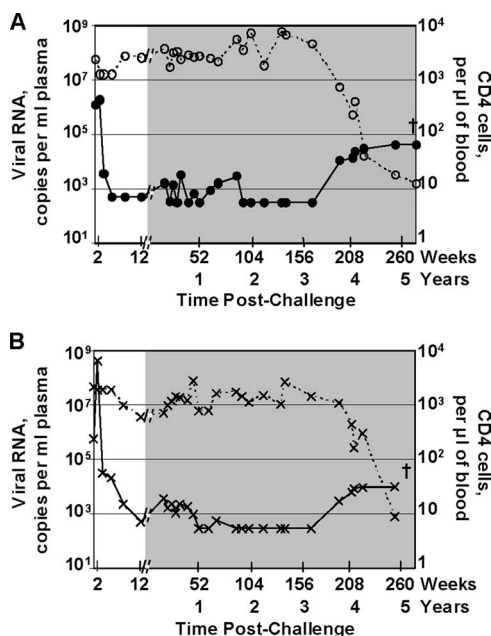 A
Viral RNA,
copies per ml plasma
10⁹
10⁷
10⁵
10³
10¹
10⁴
10³
10²
10
1
CD4 cells,
per µl of blood
†
2 12 52 104 156 208 260 Weeks
1 2 3 4 5 Years
Time Post-Challenge
B
Viral RNA,
copies per ml plasma
10⁹
10⁷
10⁵
10³
10¹
10⁴
10³
10²
10
1
CD4 cells,
per µl of blood
†
2 12 52 104 156 208 260 Weeks
1 2 3 4 5 Years
Time Post-Challenge